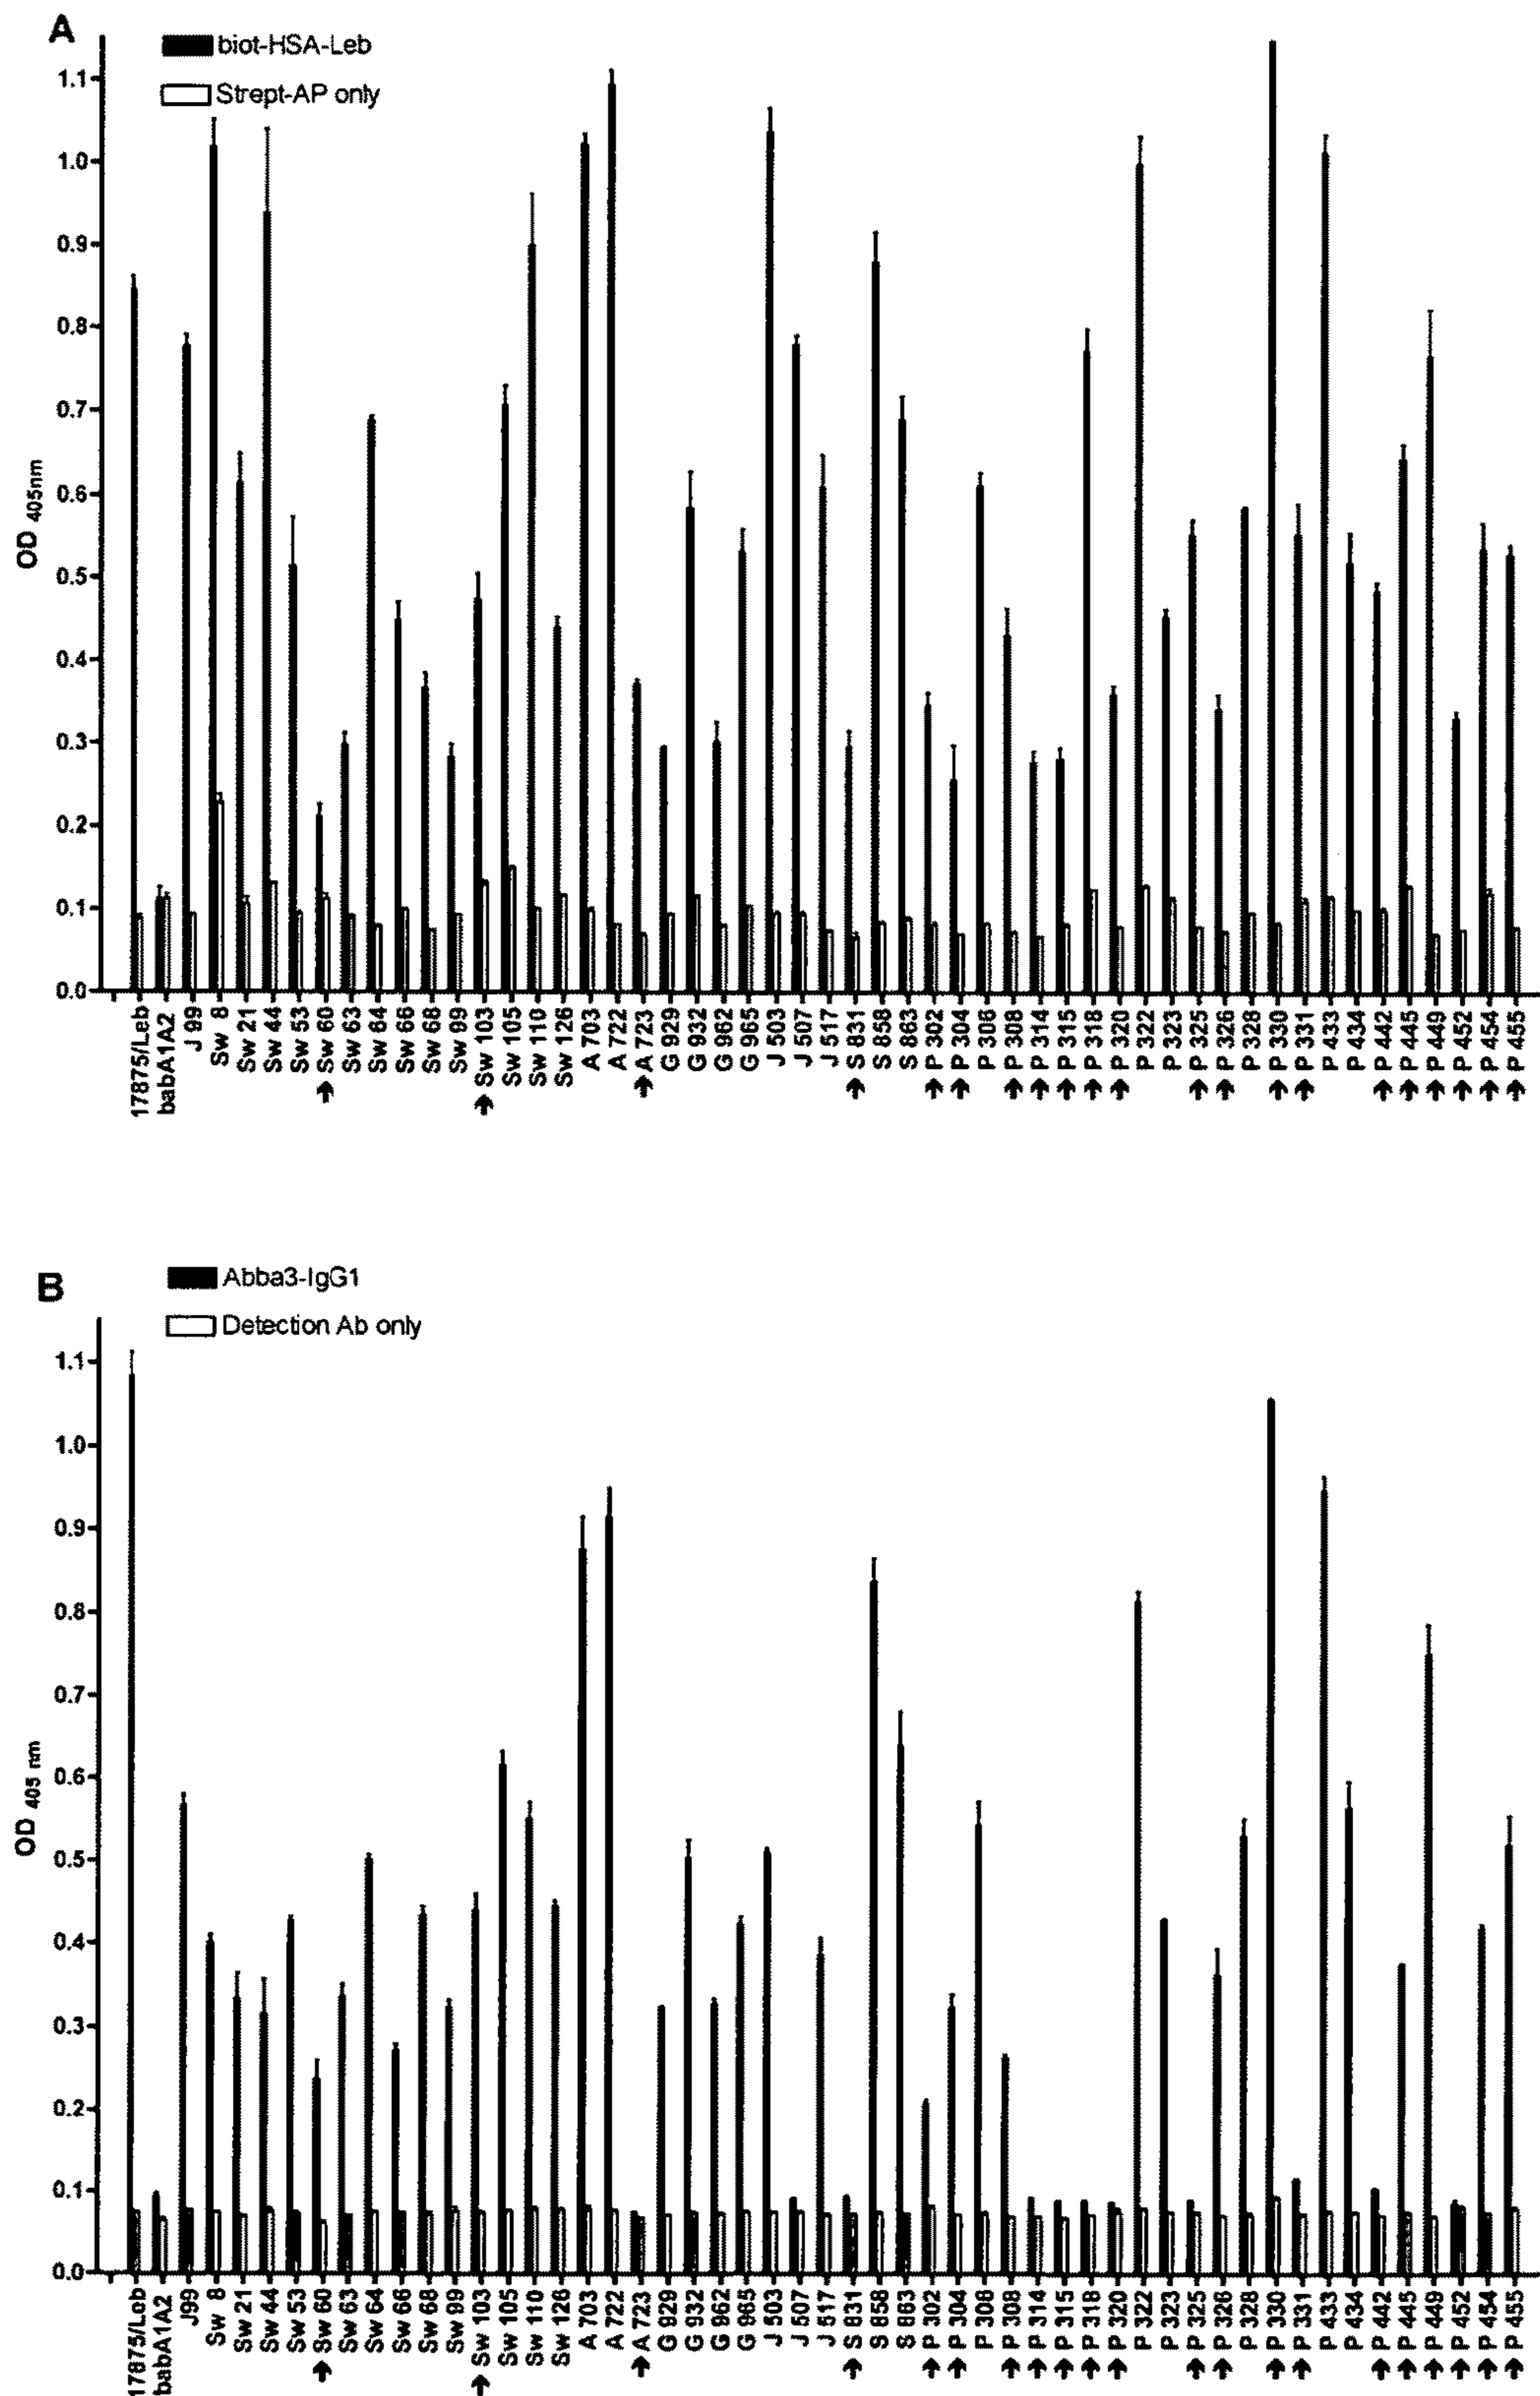 A
biot-HSA-Leb
Strept-AP only
1.1
1.0
0.9
0.8
0.7
0.6
0.5
0.4
0.3
0.2
0.1
0.0
OD 405nm
17875/Leb
babA1A2
J 99
Sw 8
Sw 21
Sw 44
Sw 53
→ Sw 60
Sw 63
Sw 64
Sw 66
Sw 68
Sw 99
→ Sw 103
Sw 105
Sw 110
Sw 126
A 703
A 722
→ A 723
G 929
G 932
G 962
G 965
J 503
J 507
J 517
→ S 831
S 858
S 863
→ P 302
→ P 304
P 306
→ P 308
→ P 314
→ P 315
→ P 318
→ P 320
P 322
P 323
→ P 325
→ P 326
P 328
→ P 330
→ P 331
P 433
P 434
→ P 442
→ P 445
→ P 449
→ P 452
→ P 454
→ P 455
B
Abba3-IgG1
Detection Ab only
1.1
1.0
0.9
0.8
0.7
0.6
0.5
0.4
0.3
0.2
0.1
0.0
OD 405 nm
17875/Leb
babA1A2
J99
Sw 8
Sw 21
Sw 44
Sw 53
→ Sw 60
Sw 63
Sw 64
Sw 66
Sw 68
Sw 99
→ Sw 103
Sw 105
Sw 110
Sw 126
A 703
A 722
→ A 723
G 929
G 932
G 962
G 965
J 503
J 507
J 517
→ S 831
S 858
S 863
→ P 302
→ P 304
P 306
→ P 308
→ P 314
→ P 315
→ P 318
→ P 320
P 322
P 323
→ P 325
→ P 326
P 328
→ P 330
→ P 331
P 433
P 434
→ P 442
→ P 445
→ P 449
→ P 452
→ P 454
→ P 455